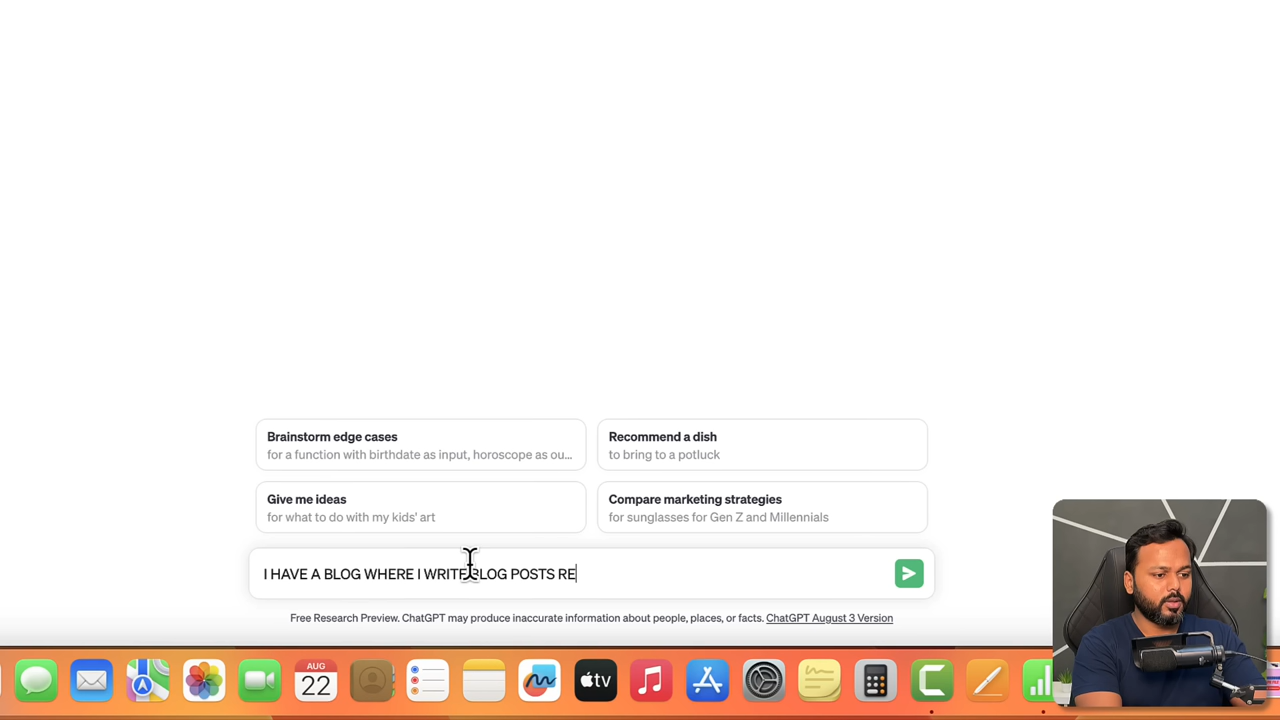 Brainstorm edge cases
for a function with birthdate as input, horoscope as ou...
Recommend a dish
to bring to a potluck
Give me ideas
for what to do with my kids' art
Compare marketing strategies
for sunglasses for Gen Z and Millennials
I HAVE A BLOG WHERE I WRITE BLOG POSTS RE
Free Research Preview. ChatGPT may produce inaccurate information about people, places, or facts. ChatGPT August 3 Version
AUG
22
tv